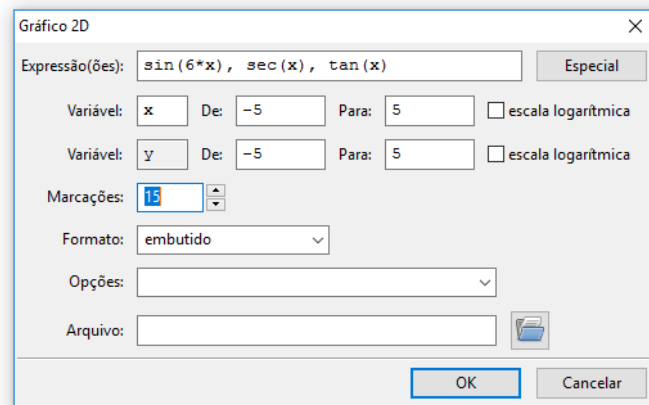 Gráfico 2D
Expressão(ões): sin(6*x), sec(x), tan(x) Especial
Variável: x De: -5 Para: 5 escala logarítmica
Variável: y De: -5 Para: 5 escala logarítmica
Marcações: 15
Formato: embutido
Opções:
Arquivo:
OK Cancelar